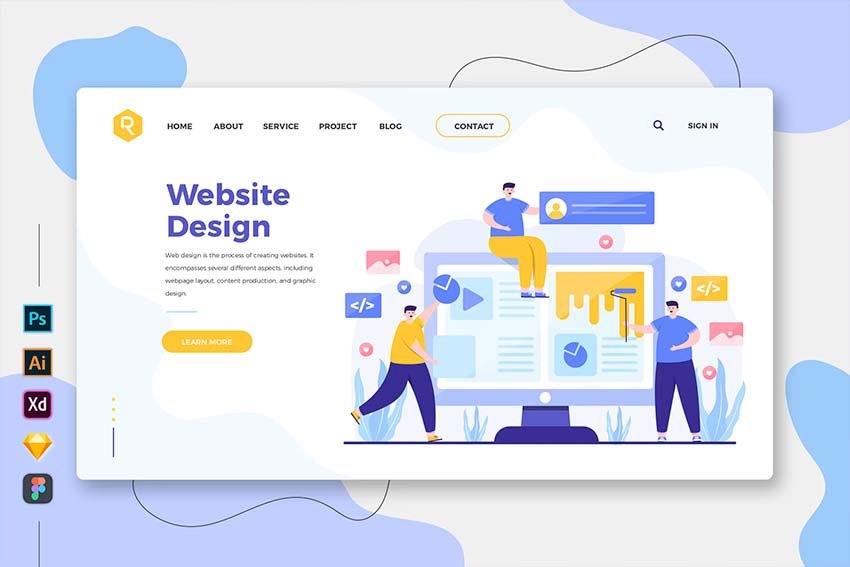 R
HOME ABOUT SERVICE PROJECT BLOG CONTACT SIGN IN
Website
Design
Web design is the process of creating websites. It
encompasses several different aspects, including
webpage layout, content production, and graphic
design.
LEARN MORE
</>
</>
Ps
Ai
Xd